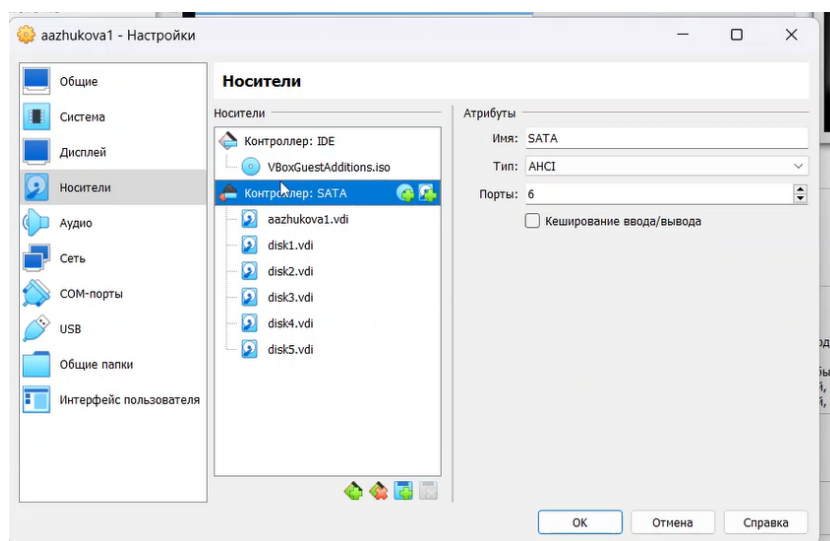 aazhukova1 - Настройки
Общие
Система
Дисплей
Носители
Аудио
Сеть
COM-порты
USB
Общие папки
Интерфейс пользователя
Носители
Носители
Контроллер: IDE
VBoxGuestAdditions.iso
Контроллер: SATA
aazhukova1.vdi
disk1.vdi
disk2.vdi
disk3.vdi
disk4.vdi
disk5.vdi
Атрибуты
Имя: SATA
Тип: AHCI
Порты: 6
Кеширование ввода/вывода
ОК
Отмена
Справка